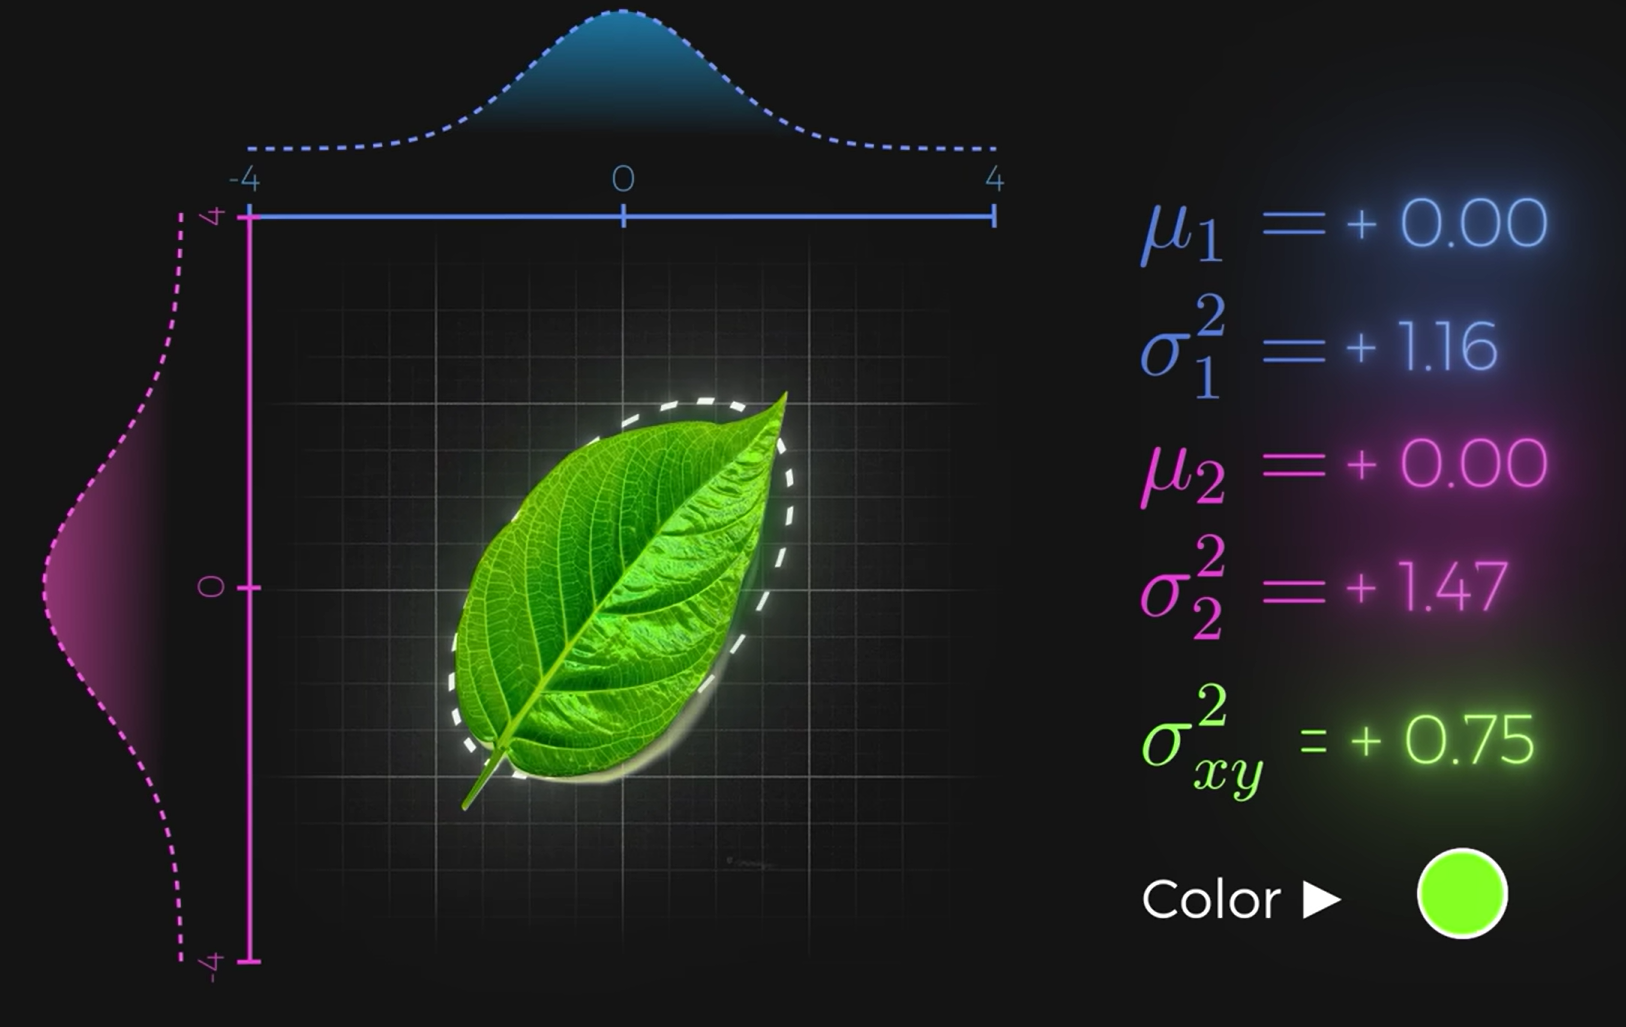 -4 0 4
4
0
-4
μ₁ = + 0.00
σ₁² = + 1.16
μ₂ = + 0.00
σ₂² = + 1.47
σ²xy = + 0.75
Color ▶